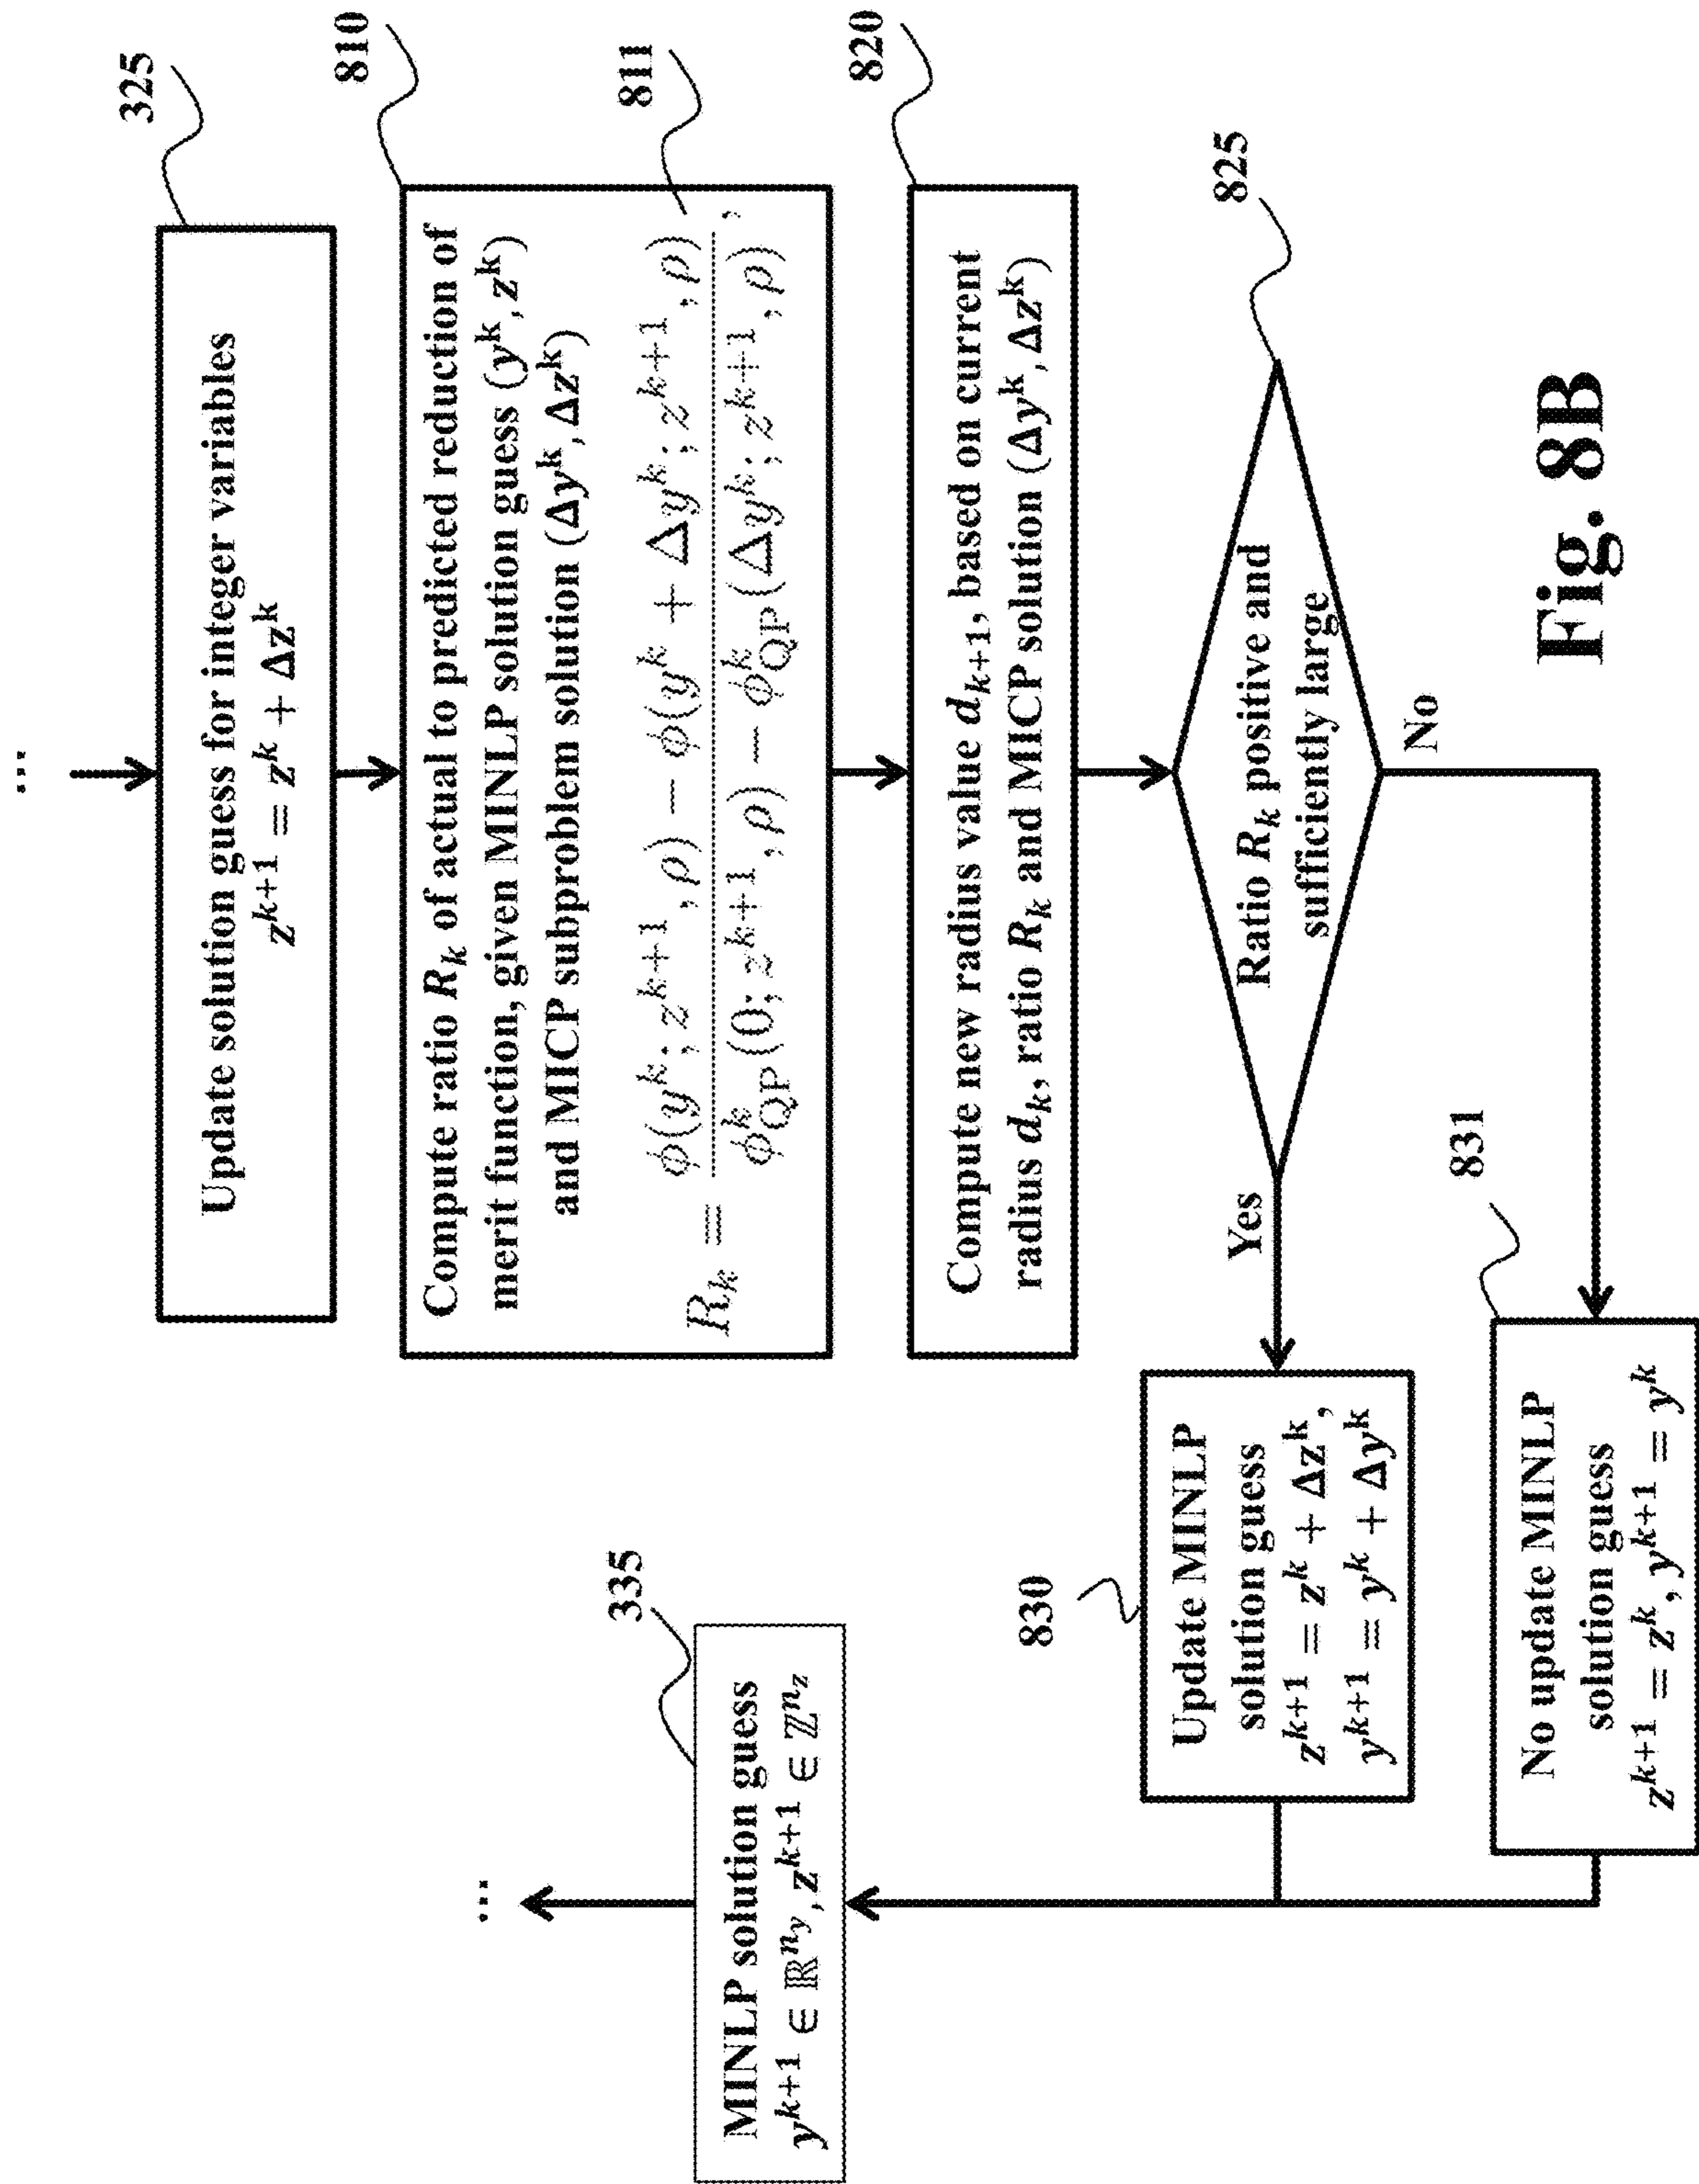 ...
325
Update solution guess for integer variables
z^{k+1} = z^k + Δz^k
810
Compute ratio R_k of actual to predicted reduction of
merit function, given MINLP solution guess (y^k, z^k)
and MICP subproblem solution (Δy^k, Δz^k)
811
R_k = \frac{ϕ(y^k; z^{k+1}, ρ) − ϕ(y^k + Δy^k; z^{k+1}, ρ)}{ϕ^k_{QP}(0; z^{k+1}, ρ) − ϕ^k_{QP}(Δy^k; z^{k+1}, ρ)},
820
Compute new radius value d_{k+1}, based on current
radius d_k, ratio R_k and MICP solution (Δy^k, Δz^k)
825
Ratio R_k positive and
sufficiently large
Yes
No
830
Update MINLP
solution guess
z^{k+1} = z^k + Δz^k,
y^{k+1} = y^k + Δy^k
831
No update MINLP
solution guess
z^{k+1} = z^k, y^{k+1} = y^k
335
MINLP solution guess
y^{k+1} ∈ ℝ^{n_y}, z^{k+1} ∈ ℤ^{n_z}
...
Fig. 8B